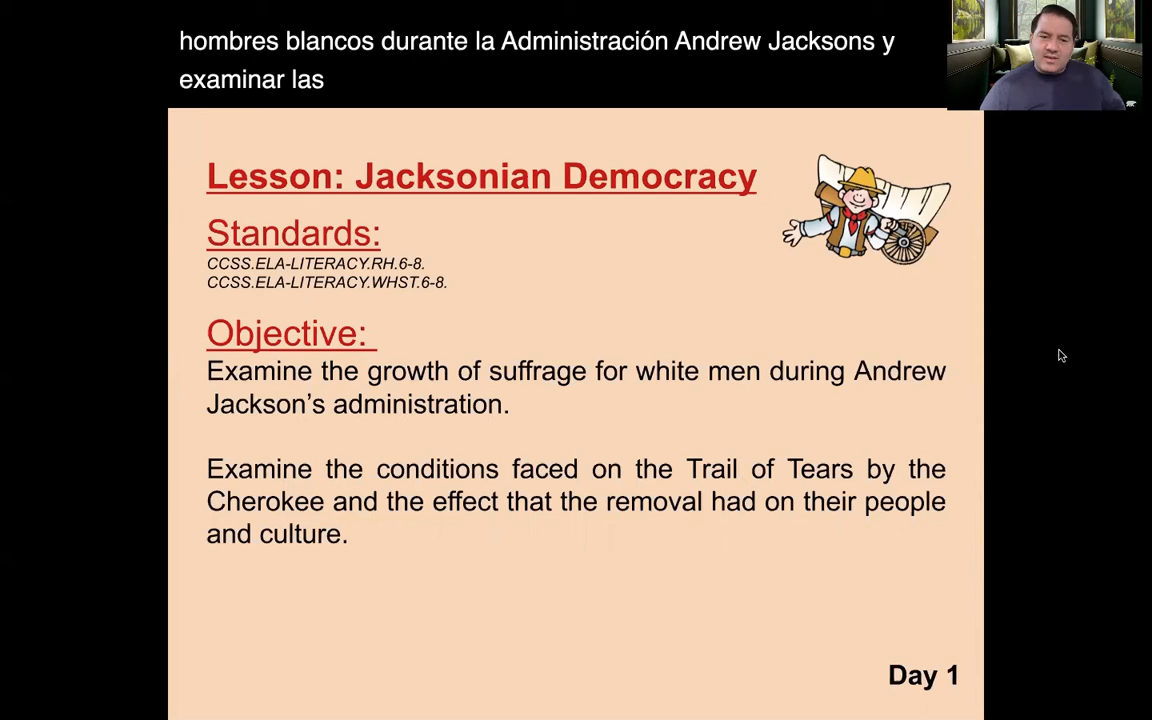 hombres blancos durante la Administración Andrew Jacksons y
examinar las
Lesson: Jacksonian Democracy
Standards:
CCSS.ELA-LITERACY.RH.6-8.
CCSS.ELA-LITERACY.WHST.6-8.
Objective:
Examine the growth of suffrage for white men during Andrew
Jackson’s administration.
Examine the conditions faced on the Trail of Tears by the
Cherokee and the effect that the removal had on their people
and culture.
Day 1